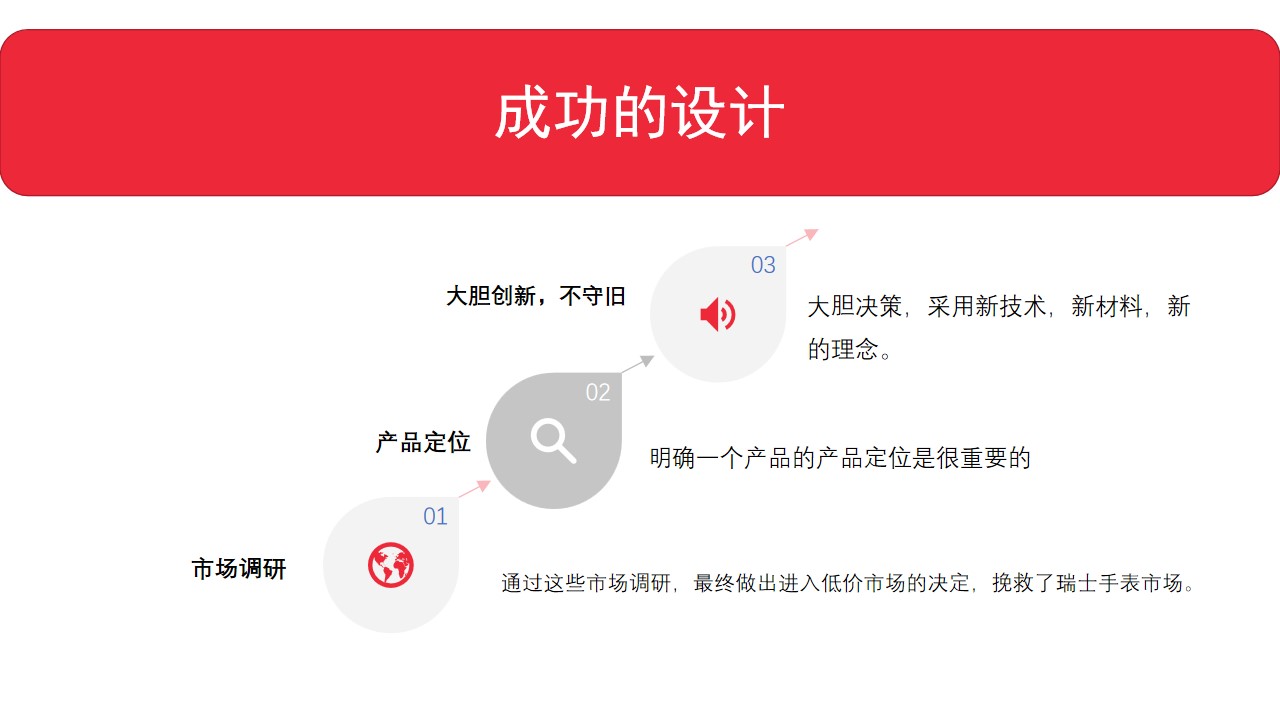 成功的设计
03
大胆创新，不守旧
大胆决策，采用新技术，新材料，新
的理念。
02
产品定位
明确一个产品的产品定位是很重要的
01
市场调研
通过这些市场调研，最终做出进入低价市场的决定，挽救了瑞士手表市场。